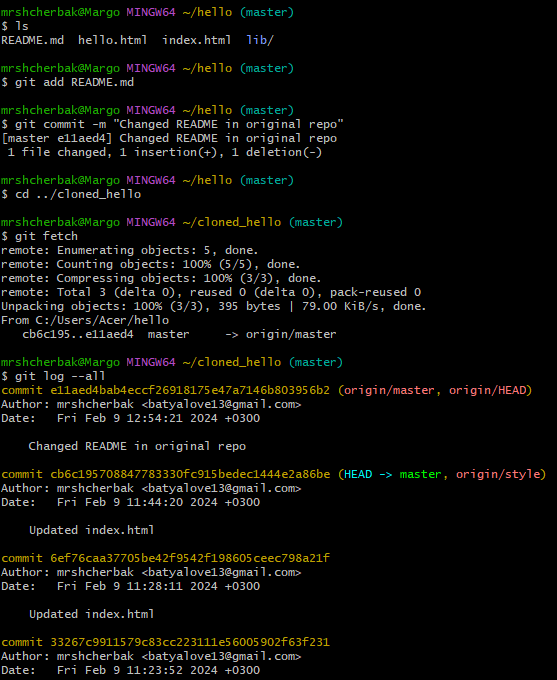 mrshcherbak@Margo MINGW64 ~/hello (master)
$ ls
README.md  hello.html  index.html  lib/
mrshcherbak@Margo MINGW64 ~/hello (master)
$ git add README.md
mrshcherbak@Margo MINGW64 ~/hello (master)
$ git commit -m "Changed README in original repo"
[master e11aed4] Changed README in original repo
 1 file changed, 1 insertion(+), 1 deletion(-)
mrshcherbak@Margo MINGW64 ~/hello (master)
$ cd ../cloned_hello
mrshcherbak@Margo MINGW64 ~/cloned_hello (master)
$ git fetch
remote: Enumerating objects: 5, done.
remote: Counting objects: 100% (5/5), done.
remote: Compressing objects: 100% (3/3), done.
remote: Total 3 (delta 0), reused 0 (delta 0), pack-reused 0
Unpacking objects: 100% (3/3), 395 bytes | 79.00 KiB/s, done.
From C:/Users/Acer/hello
   cb6c195..e11aed4  master     -> origin/master
mrshcherbak@Margo MINGW64 ~/cloned_hello (master)
$ git log --all
commit e11aed4bab4eccf26918175e47a7146b803956b2 (origin/master, origin/HEAD)
Author: mrshcherbak <batyalove13@gmail.com>
Date:   Fri Feb 9 12:54:21 2024 +0300
    Changed README in original repo
commit cb6c195708847783330fc915bedec1444e2a86be (HEAD -> master, origin/style)
Author: mrshcherbak <batyalove13@gmail.com>
Date:   Fri Feb 9 11:44:20 2024 +0300
    Updated index.html
commit 6ef76caa37705be42f9542f198605ceec798a21f
Author: mrshcherbak <batyalove13@gmail.com>
Date:   Fri Feb 9 11:28:11 2024 +0300
    Updated index.html
commit 33267c9911579c83cc223111e56005902f63f231
Author: mrshcherbak <batyalove13@gmail.com>
Date:   Fri Feb 9 11:23:52 2024 +0300